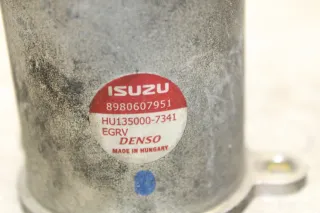 ISUZU
8980607951
HU135000-7341
EGRV
DENSO
MADE IN HUNGARY